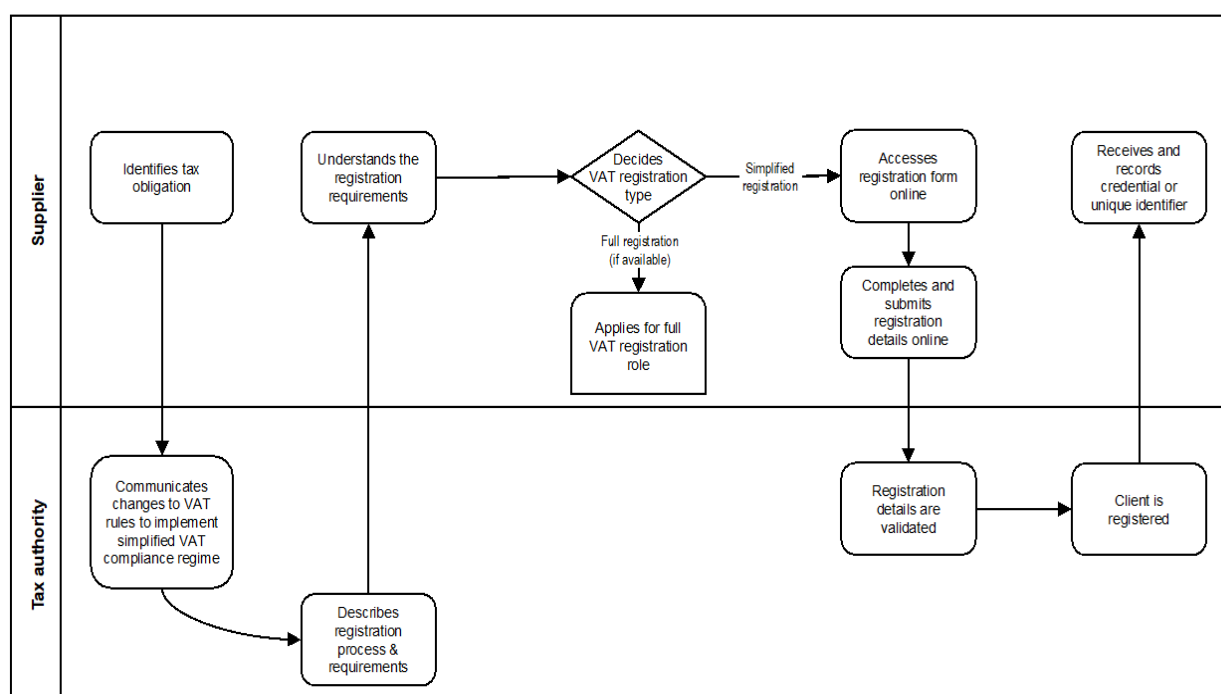 Supplier
Identifies tax
obligation
Understands the
registration
requirements
Decides
VAT registration
type
Simplified
registration
Accesses
registration form
online
Receives and
records
credential or
unique identifier
Full registration
(if available)
Applies for full
VAT registration
role
Completes and
submits
registration
details online
Tax authority
Communicates
changes to VAT
rules to implement
simplified VAT
compliance regime
Describes
registration
process &
requirements
Registration
details are
validated
Client is
registered